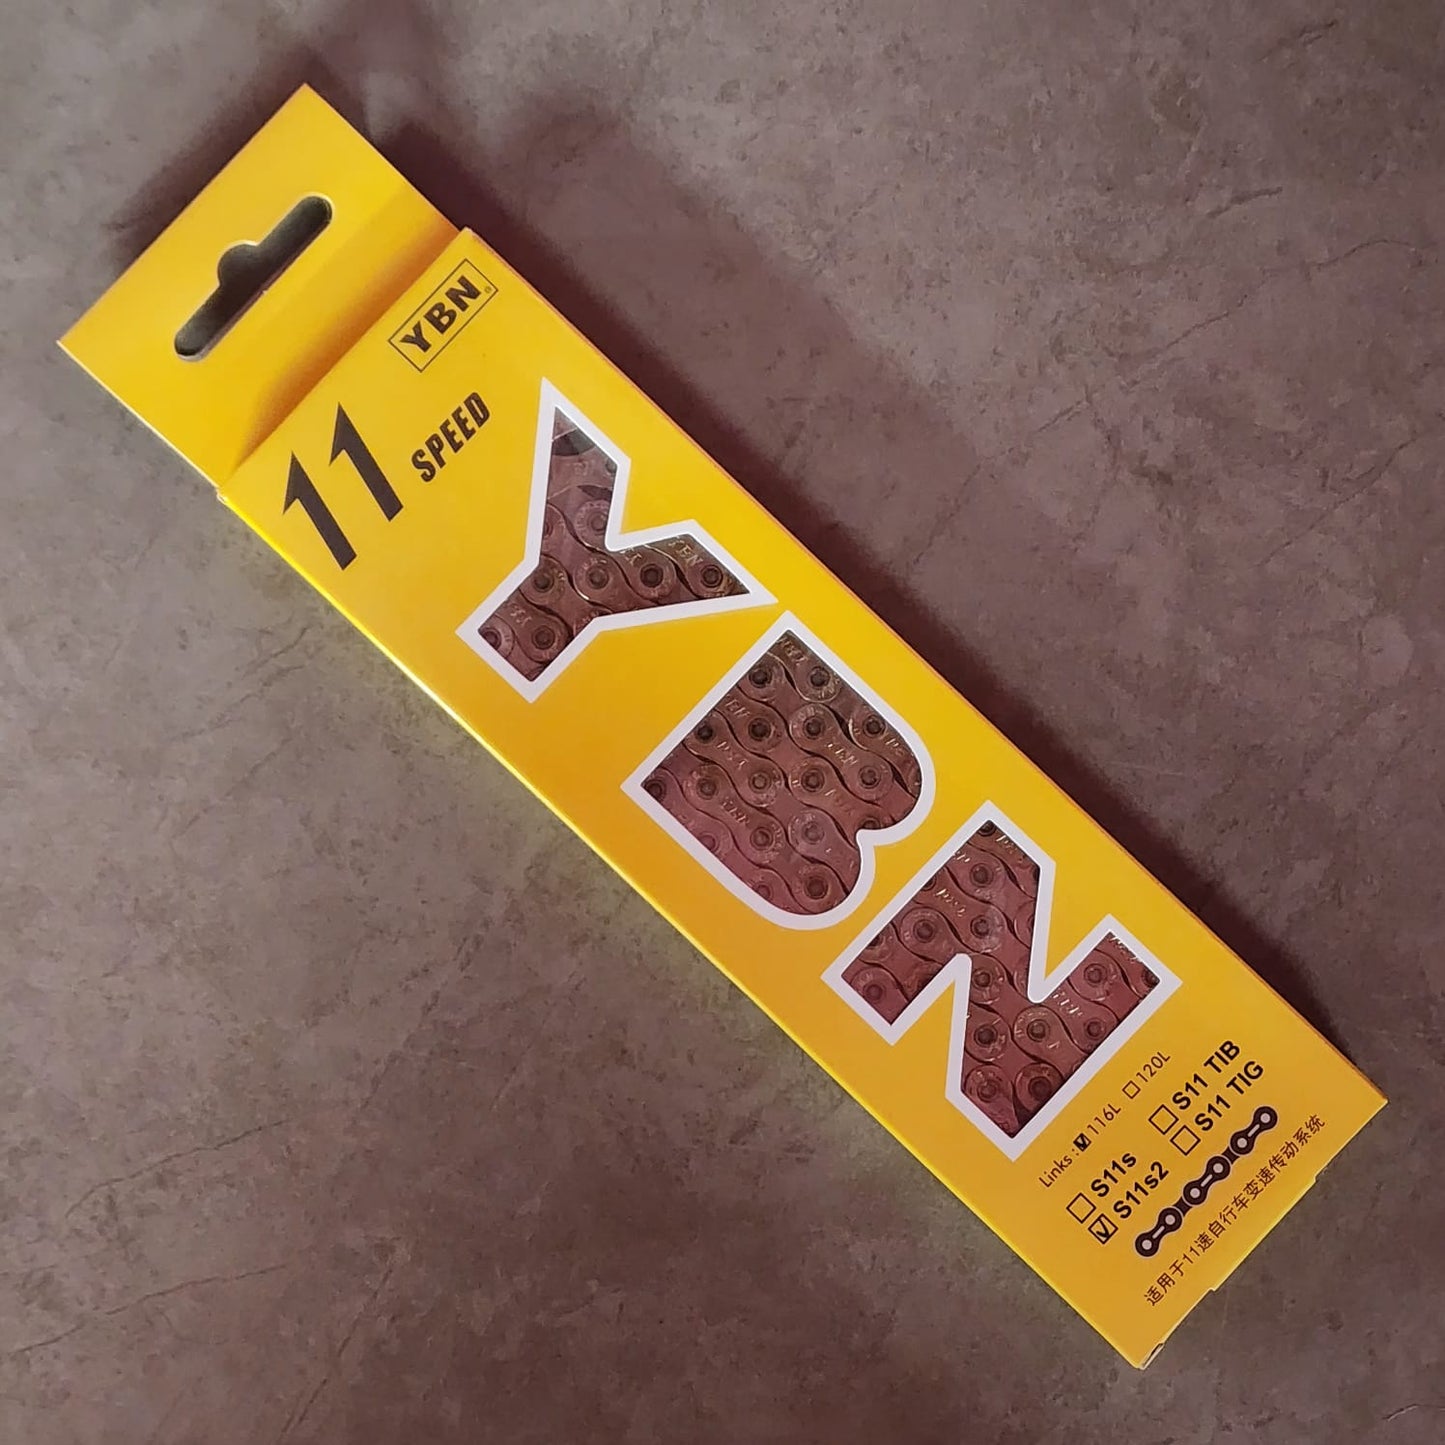 YBN®
11 SPEED
YBN
Links: ☑116L ☐120L
☐S11s ☐S11 TIB
☑S11s2 ☐S11 TIG
适用于11速自行车变速传动系统